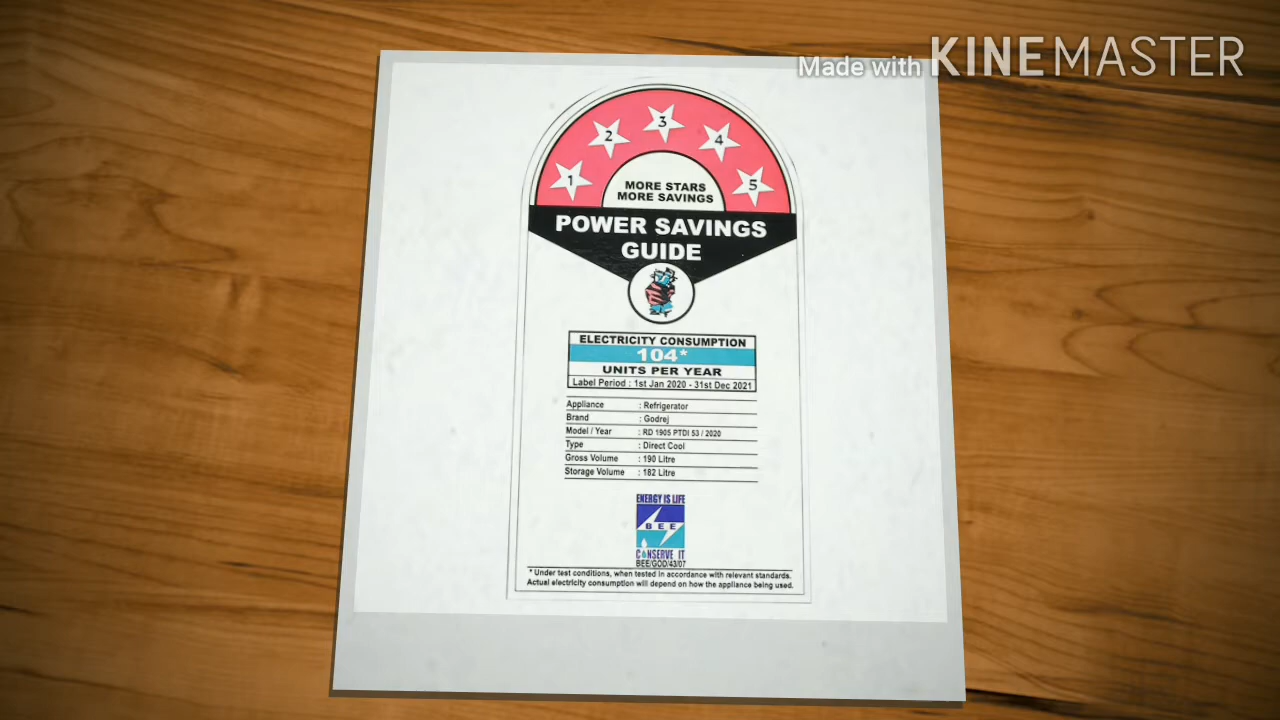 Made with KINEMASTER
1 2 3 4 5
MORE STARS
MORE SAVINGS
POWER SAVINGS
GUIDE
ELECTRICITY CONSUMPTION
104*
UNITS PER YEAR
Label Period : 1st Jan 2020 - 31st Dec 2021
Appliance : Refrigerator
Brand : Godrej
Model / Year : RD 1905 PTDI 53 / 2020
Type : Direct Cool
Gross Volume : 190 Litre
Storage Volume : 182 Litre
ENERGY IS LIFE
BEE
CONSERVE IT
BEE/GOD/43/07
* Under test conditions, when tested in accordance with relevant standards.
Actual electricity consumption will depend on how the appliance being used.